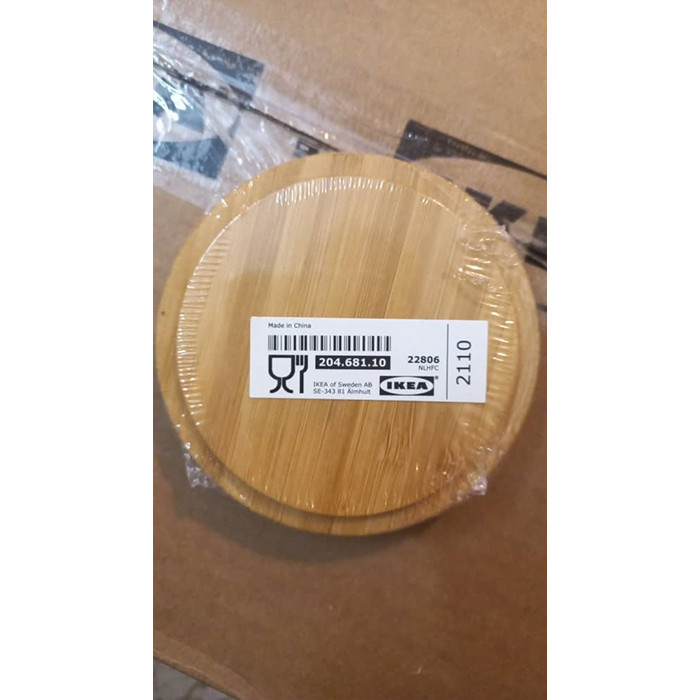 Made in China
204.681.10
22806
NLHFC
IKEA of Sweden AB
SE-343 81 Älmhult
IKEA
2110